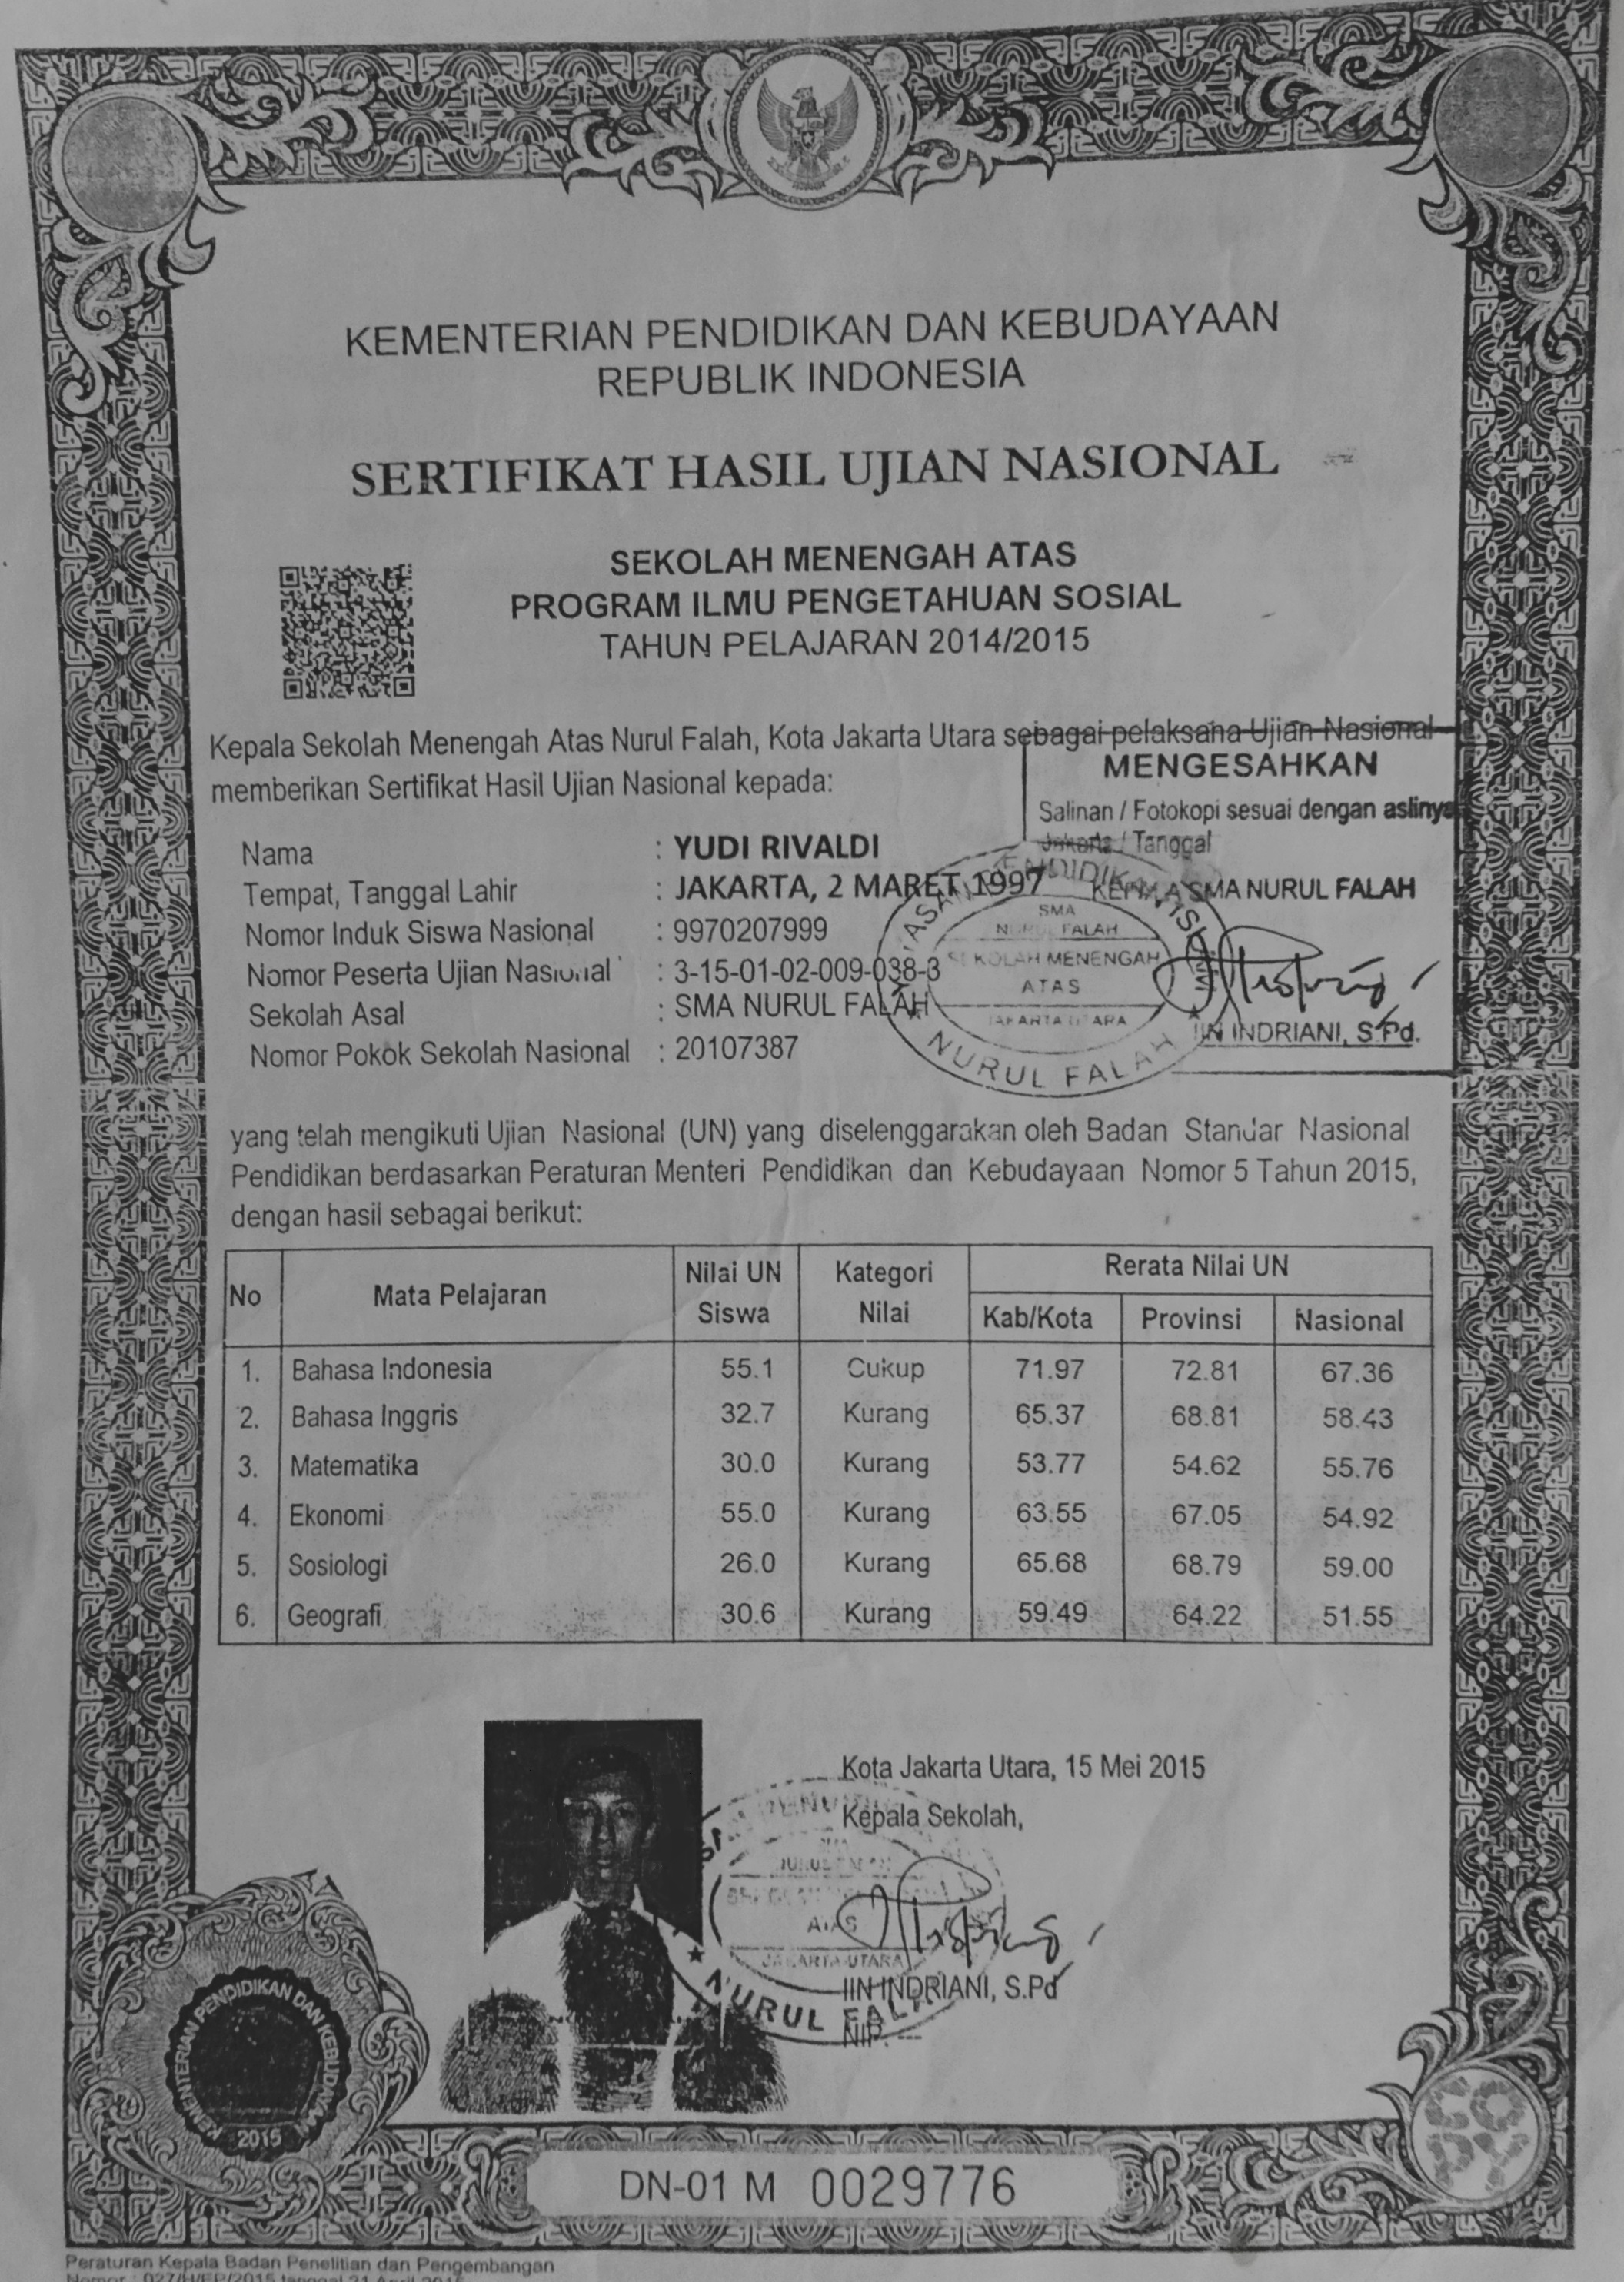 KEMENTERIAN PENDIDIKAN DAN KEBUDAYAAN
REPUBLIK INDONESIA
SERTIFIKAT HASIL UJIAN NASIONAL
SEKOLAH MENENGAH ATAS
PROGRAM ILMU PENGETAHUAN SOSIAL
TAHUN PELAJARAN 2014/2015
Kepala Sekolah Menengah Atas Nurul Falah, Kota Jakarta Utara sebagai pelaksana Ujian Nasional
memberikan Sertifikat Hasil Ujian Nasional kepada:
MENGESAHKAN
Salinan / Fotokopi sesuai dengan aslinya
Jakarta / Tanggal
KEPALA SMA NURUL FALAH
IIN INDRIANI, S.Pd.
Nama : YUDI RIVALDI
Tempat, Tanggal Lahir : JAKARTA, 2 MARET 1997
Nomor Induk Siswa Nasional : 9970207999
Nomor Peserta Ujian Nasional : 3-15-01-02-009-038-3
Sekolah Asal : SMA NURUL FALAH
Nomor Pokok Sekolah Nasional : 20107387
SMA
NURUL FALAH
SEKOLAH MENENGAH
ATAS
JAKARTA UTARA
NURUL FALAH
yang telah mengikuti Ujian Nasional (UN) yang diselenggarakan oleh Badan Standar Nasional
Pendidikan berdasarkan Peraturan Menteri Pendidikan dan Kebudayaan Nomor 5 Tahun 2015,
dengan hasil sebagai berikut:
No Mata Pelajaran Nilai UN Siswa Kategori Nilai Rerata Nilai UN
Kab/Kota Provinsi Nasional
1. Bahasa Indonesia 55.1 Cukup 71.97 72.81 67.36
2. Bahasa Inggris 32.7 Kurang 65.37 68.81 58.43
3. Matematika 30.0 Kurang 53.77 54.62 55.76
4. Ekonomi 55.0 Kurang 63.55 67.05 54.92
5. Sosiologi 26.0 Kurang 65.68 68.79 59.00
6. Geografi 30.6 Kurang 59.49 64.22 51.55
Kota Jakarta Utara, 15 Mei 2015
Kepala Sekolah,
ATAS
JAKARTA UTARA
NURUL FALAH
IIN INDRIANI, S.Pd
NIP. ---
KEMENTERIAN PENDIDIKAN DAN KEBUDAYAAN
2015
DN-01 M 0029776
Peraturan Kepala Badan Penelitian dan Pengembangan
Nomor : 027/H/EP/2015 tanggal 21 April 2015